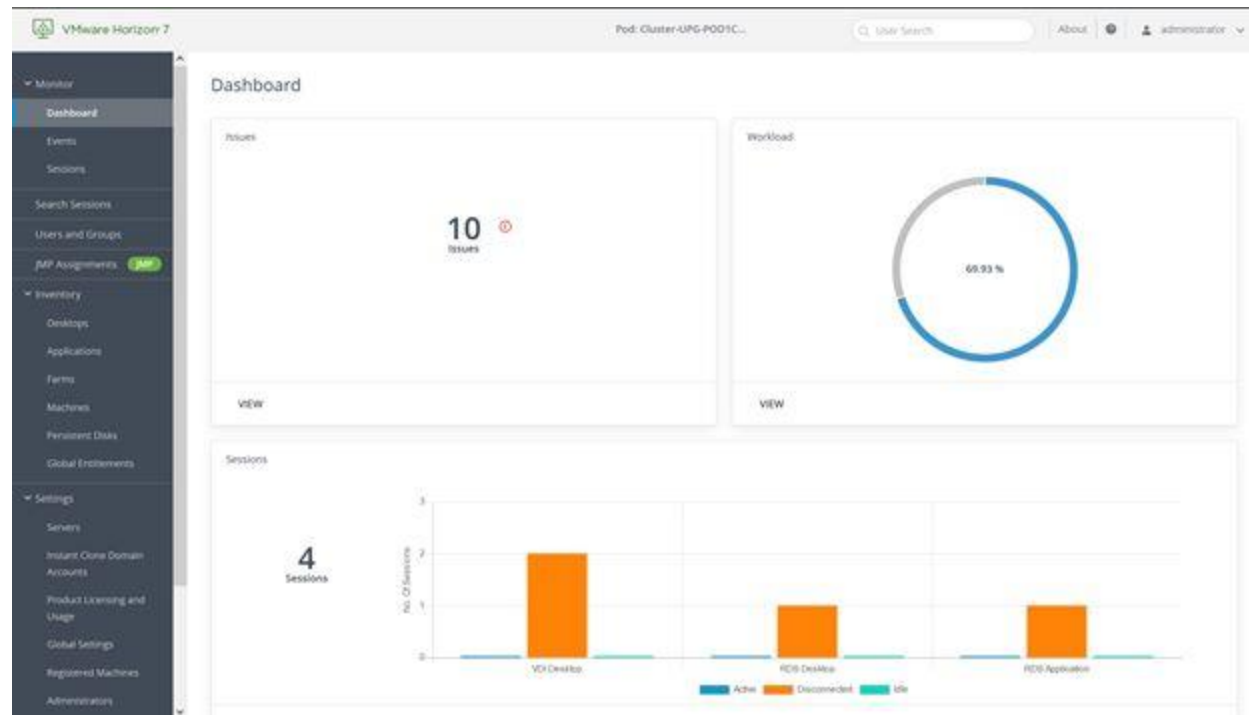 VMware Horizon 7
Pod: Cluster-UPG-POD1C...
User Search
About
administrator
Monitor
Dashboard
Events
Sessions
Search Sessions
Users and Groups
JMP Assignments JMP
Inventory
Desktops
Applications
Farms
Machines
Persistent Disks
Global Entitlements
Settings
Servers
Instant Clone Domain
Accounts
Product Licensing and
Usage
Global Settings
Registered Machines
Administrators
Dashboard
Issues
10
Issues
VIEW
Workload
69.93 %
VIEW
Sessions
4
Sessions
No. Of Sessions
3
2
1
0
VDI Desktop
RDS Desktop
RDS Application
Active
Disconnected
Idle